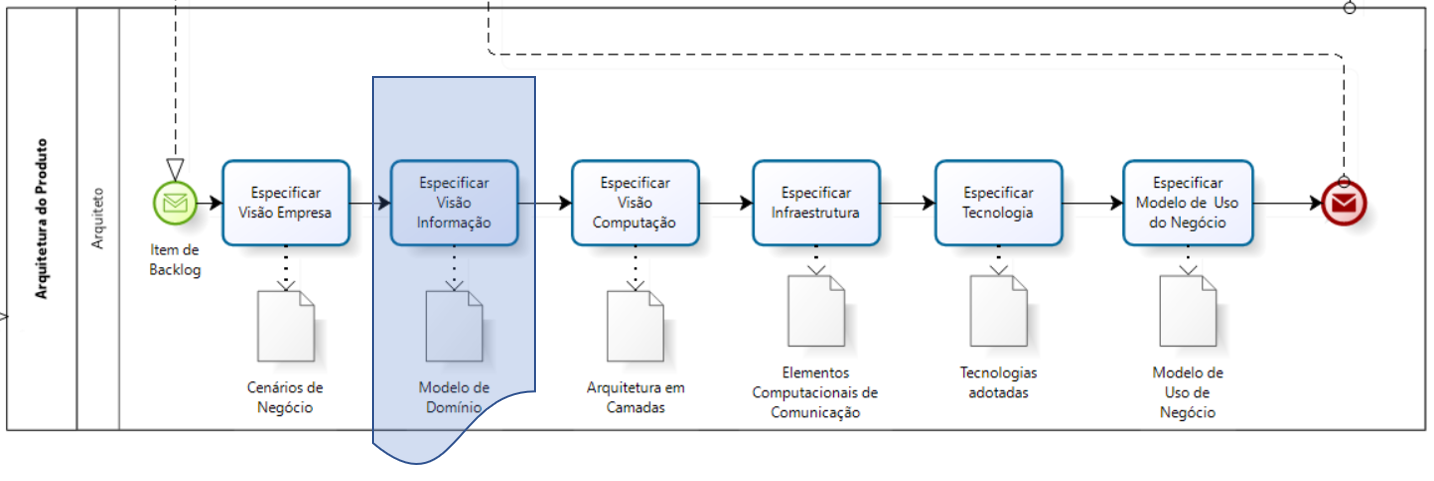 Arquitetura do Produto
Arquiteto
Item de
Backlog
Especificar
Visão Empresa
Especificar
Visão
Informação
Especificar
Visão
Computação
Especificar
Infraestrutura
Especificar
Tecnologia
Especificar
Modelo de Uso
do Negócio
Cenários de
Negócio
Modelo de
Domínio
Arquitetura em
Camadas
Elementos
Computacionais de
Comunicação
Tecnologias
adotadas
Modelo de
Uso de
Negócio